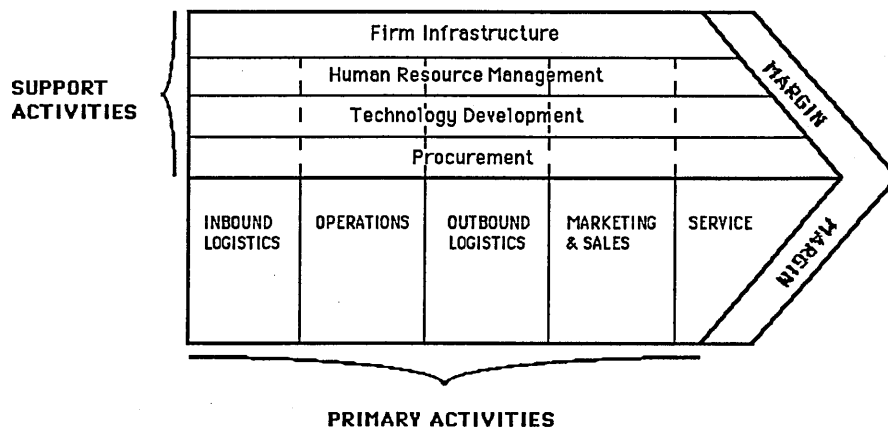 Firm Infrastructure
Human Resource Management
SUPPORT
ACTIVITIES
Technology Development
Procurement
MARGIN
INBOUND
LOGISTICS
OPERATIONS
OUTBOUND
LOGISTICS
MARKETING
& SALES
SERVICE
MARGIN
PRIMARY ACTIVITIES